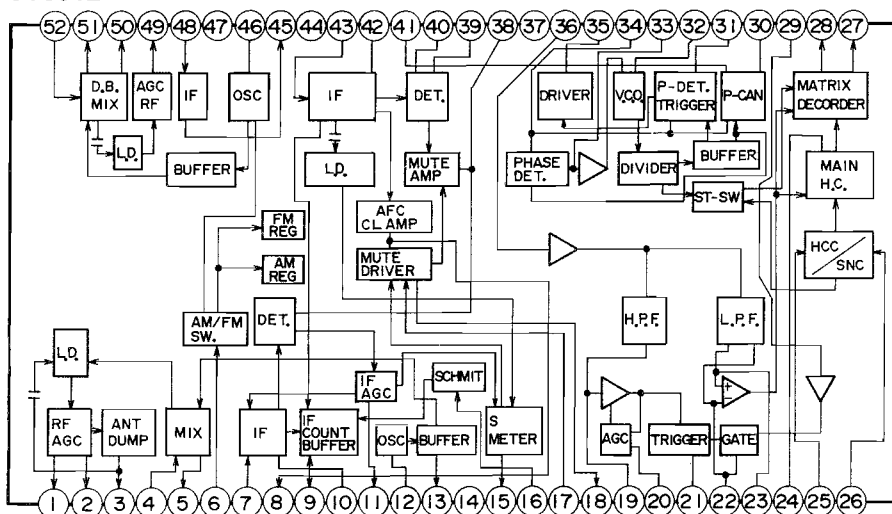 52 51 50 49 48 47 46 45 44 43 42 41 40 39 38 37 36 35 34 33 32 31 30 29 28 27
D.B.
MIX
AGC
RF
IF
OSC
IF
DET.
DRIVER
V.C.O.
P-DET.
TRIGGER
P-CAN
MATRIX
DECORDER
L.D.
BUFFER
L.D.
MUTE
AMP
PHASE
DET.
DIVIDER
BUFFER
MAIN
H.C.
ST-SW
FM
REG
AFC
CLAMP
HCC
SNC
AM
REG
MUTE
DRIVER
AM/FM
SW.
DET.
H.P.F.
L.P.F.
L.D.
IF
AGC
SCHMIT
RF
AGC
ANT
DUMP
MIX
IF
IF
COUNT
BUFFER
OSC
BUFFER
S
METER
AGC
TRIGGER
GATE
+
−
1 2 3 4 5 6 7 8 9 10 11 12 13 14 15 16 17 18 19 20 21 22 23 24 25 26